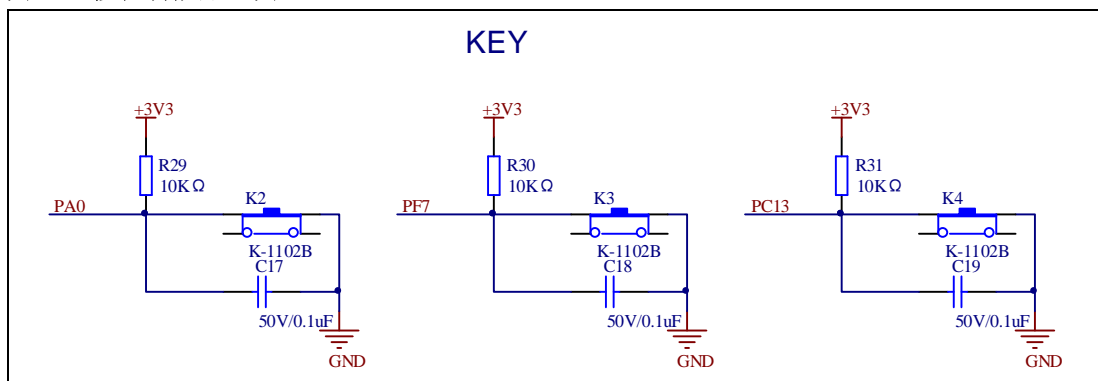 KEY
+3V3
R29
10KΩ
PA0
K2
K-1102B
C17
50V/0.1uF
GND
+3V3
R30
10KΩ
PF7
K3
K-1102B
C18
50V/0.1uF
GND
+3V3
R31
10KΩ
PC13
K4
K-1102B
C19
50V/0.1uF
GND